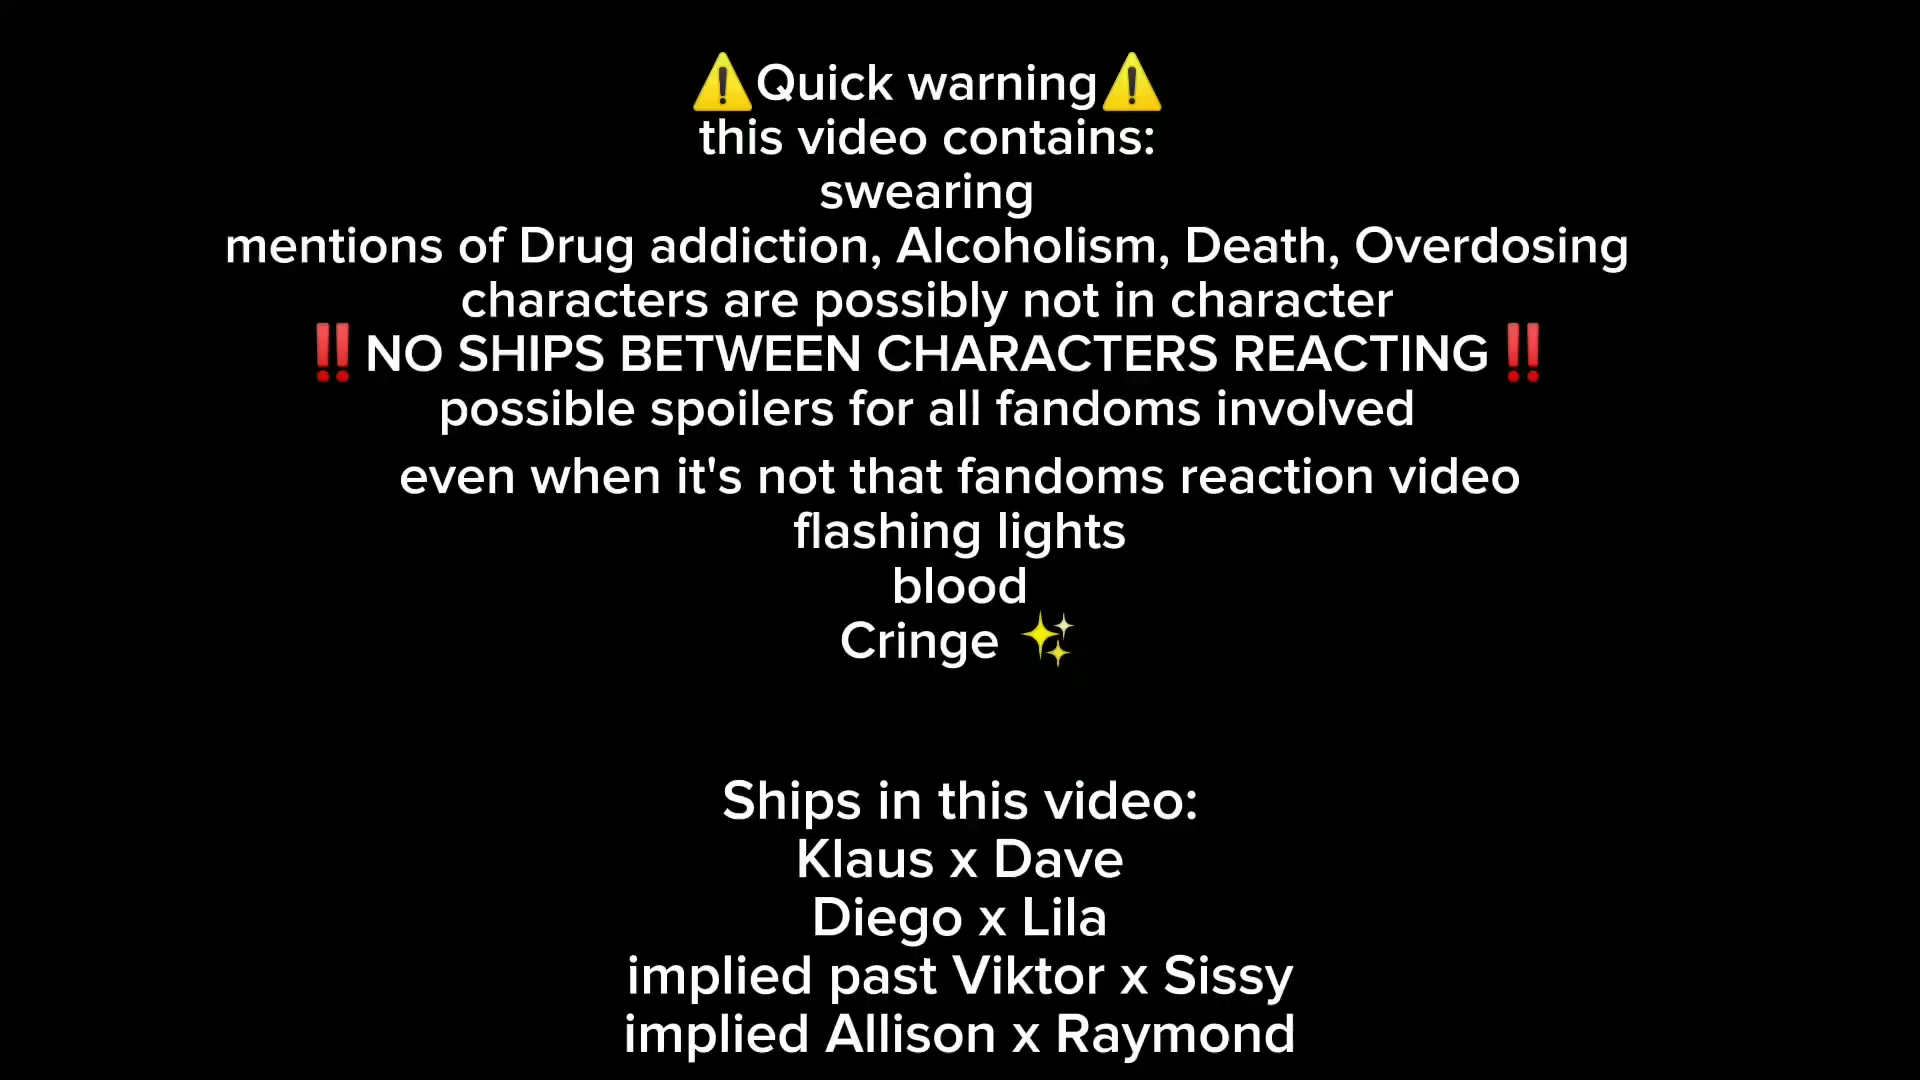 ⚠️Quick warning⚠️
this video contains:
swearing
mentions of Drug addiction, Alcoholism, Death, Overdosing
characters are possibly not in character
‼️NO SHIPS BETWEEN CHARACTERS REACTING‼️
possible spoilers for all fandoms involved
even when it's not that fandoms reaction video
flashing lights
blood
Cringe ✨
Ships in this video:
Klaus x Dave
Diego x Lila
implied past Viktor x Sissy
implied Allison x Raymond